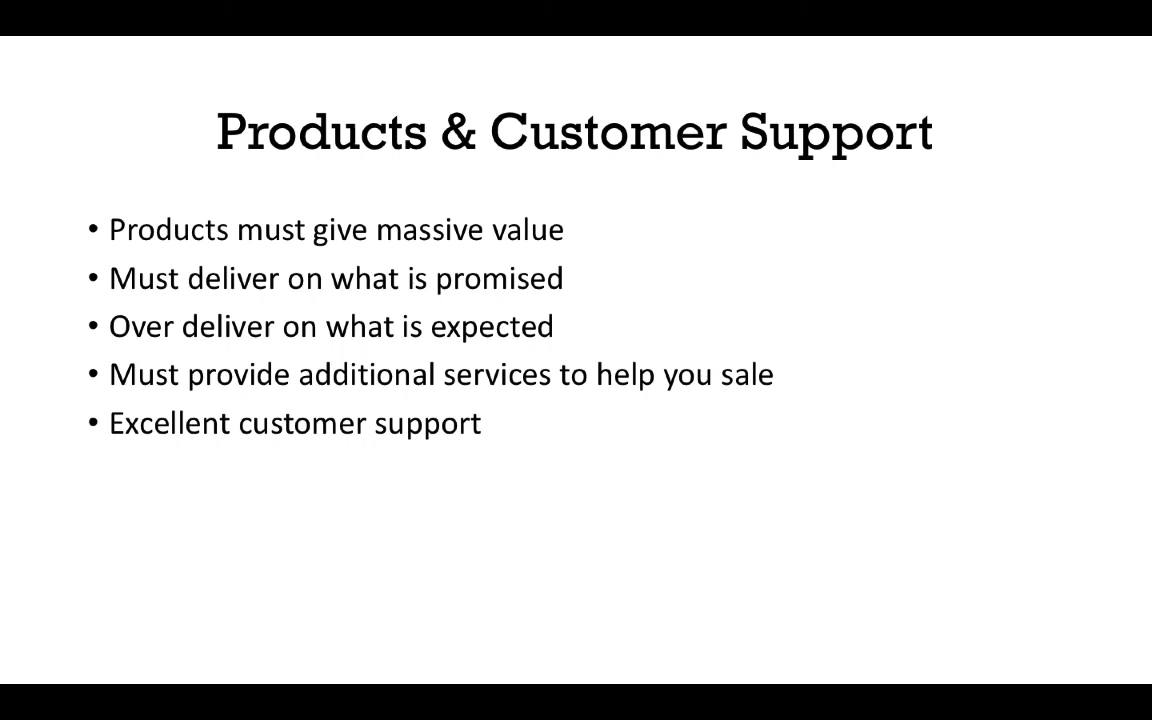 Products & Customer Support
• Products must give massive value
• Must deliver on what is promised
• Over deliver on what is expected
• Must provide additional services to help you sale
• Excellent customer support